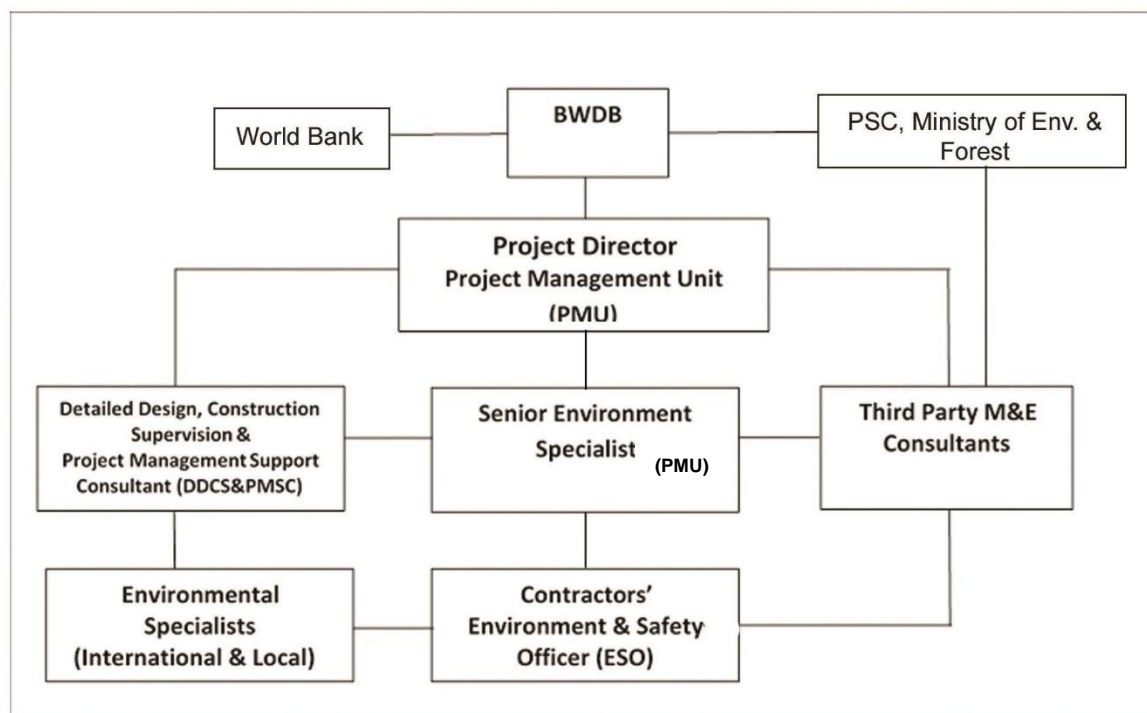 World Bank
BWDB
PSC, Ministry of Env. &
Forest
Project Director
Project Management Unit
(PMU)
Detailed Design, Construction
Supervision &
Project Management Support
Consultant (DDCS&PMSC)
Senior Environment
Specialist (PMU)
Third Party M&E
Consultants
Environmental
Specialists
(International & Local)
Contractors'
Environment & Safety
Officer (ESO)